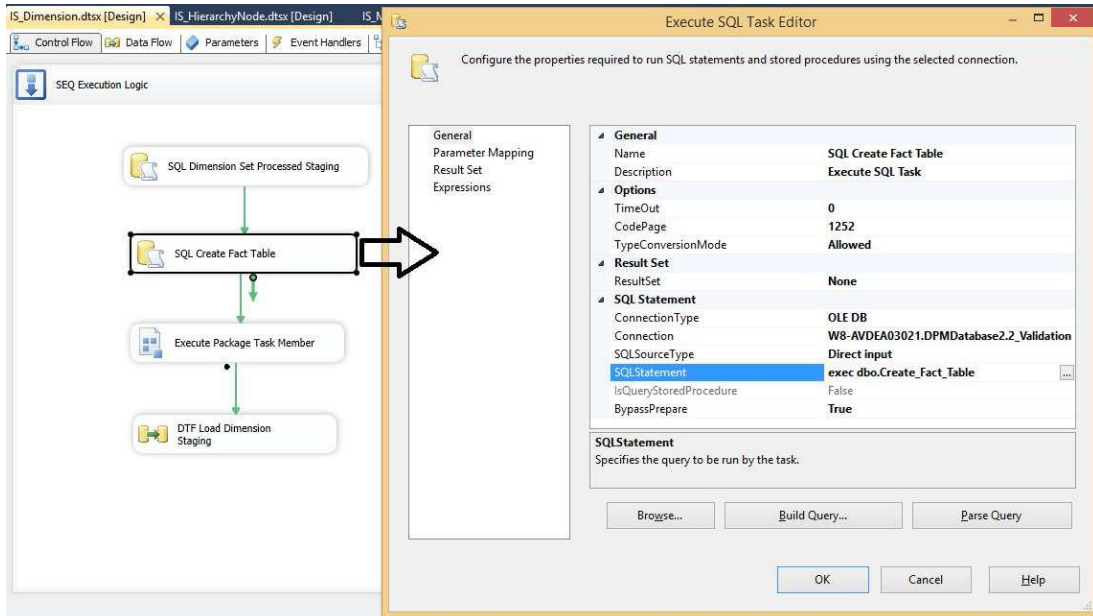 IS_Dimension.dtsx [Design]
IS_HierarchyNode.dtsx [Design]
Control Flow
Data Flow
Parameters
Event Handlers
SEQ Execution Logic
SQL Dimension Set Processed Staging
SQL Create Fact Table
Execute Package Task Member
DTF Load Dimension
Staging
Execute SQL Task Editor
Configure the properties required to run SQL statements and stored procedures using the selected connection.
General
Parameter Mapping
Result Set
Expressions
General
Name SQL Create Fact Table
Description Execute SQL Task
Options
TimeOut 0
CodePage 1252
TypeConversionMode Allowed
Result Set
ResultSet None
SQL Statement
ConnectionType OLE DB
Connection W8-AVDEA03021.DPMDatabase2.2_Validation
SQLSourceType Direct input
SQLStatement exec dbo.Create_Fact_Table ...
IsQueryStoredProcedure False
BypassPrepare True
SQLStatement
Specifies the query to be run by the task.
Browse... Build Query... Parse Query
OK Cancel Help